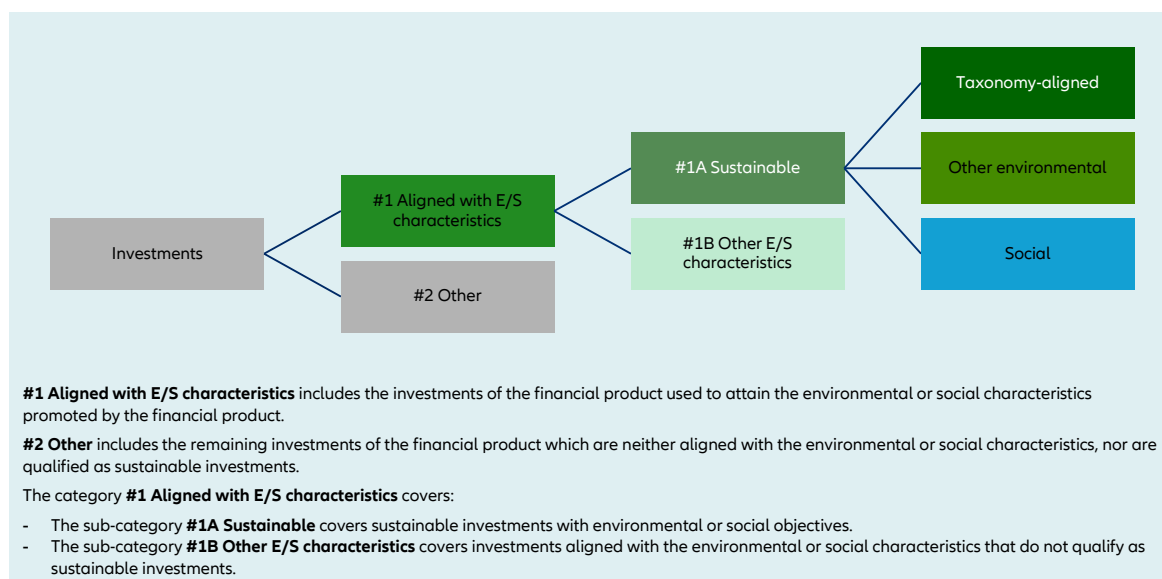 Taxonomy-aligned
#1A Sustainable
Other environmental
#1 Aligned with E/S
characteristics
#1B Other E/S
characteristics
Investments
Social
#2 Other
#1 Aligned with E/S characteristics includes the investments of the financial product used to attain the environmental or social characteristics
promoted by the financial product.
#2 Other includes the remaining investments of the financial product which are neither aligned with the environmental or social characteristics, nor are
qualified as sustainable investments.
The category #1 Aligned with E/S characteristics covers:
- The sub-category #1A Sustainable covers sustainable investments with environmental or social objectives.
- The sub-category #1B Other E/S characteristics covers investments aligned with the environmental or social characteristics that do not qualify as
sustainable investments.